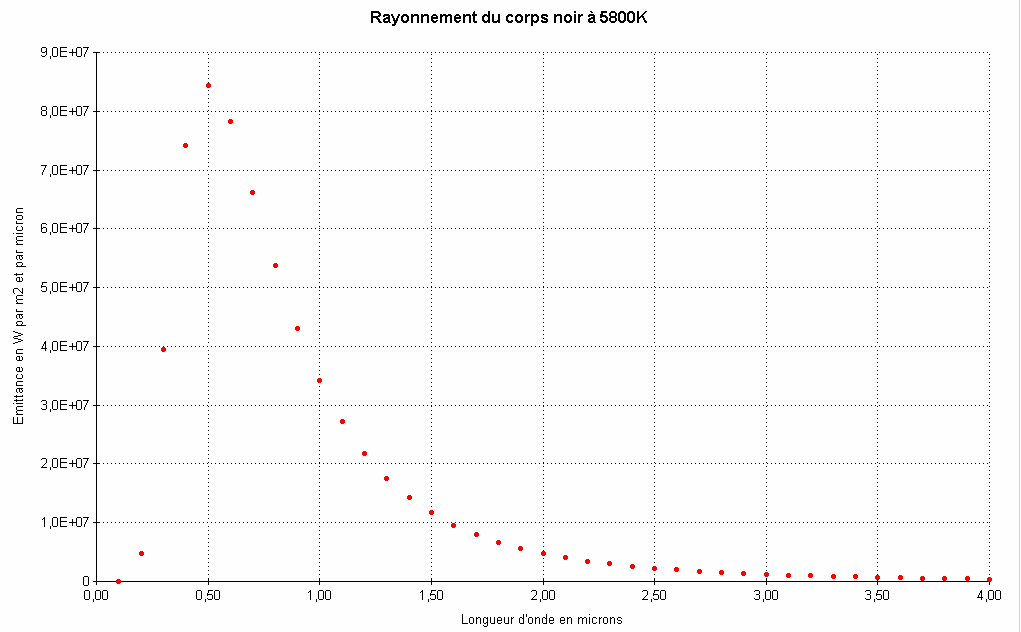 Rayonnement du corps noir à 5800K
9,0E+07
8,0E+07
7,0E+07
6,0E+07
5,0E+07
4,0E+07
3,0E+07
2,0E+07
1,0E+07
0
Emittance en W par m2 et par micron
0,00 0,50 1,00 1,50 2,00 2,50 3,00 3,50 4,00
Longueur d'onde en microns